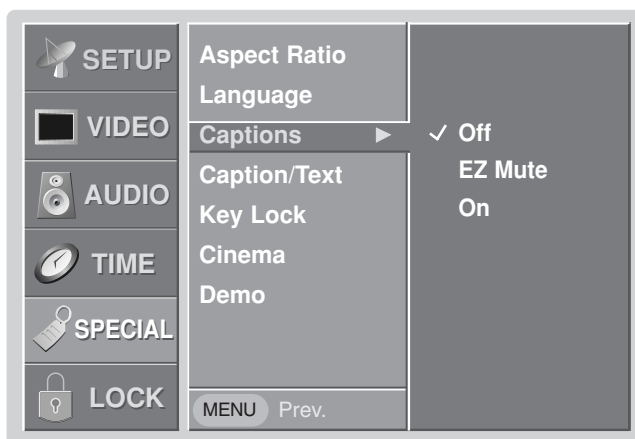 SETUP
VIDEO
AUDIO
TIME
SPECIAL
LOCK
Aspect Ratio
Language
Captions
Caption/Text
Key Lock
Cinema
Demo
MENU Prev.
Off
EZ Mute
On